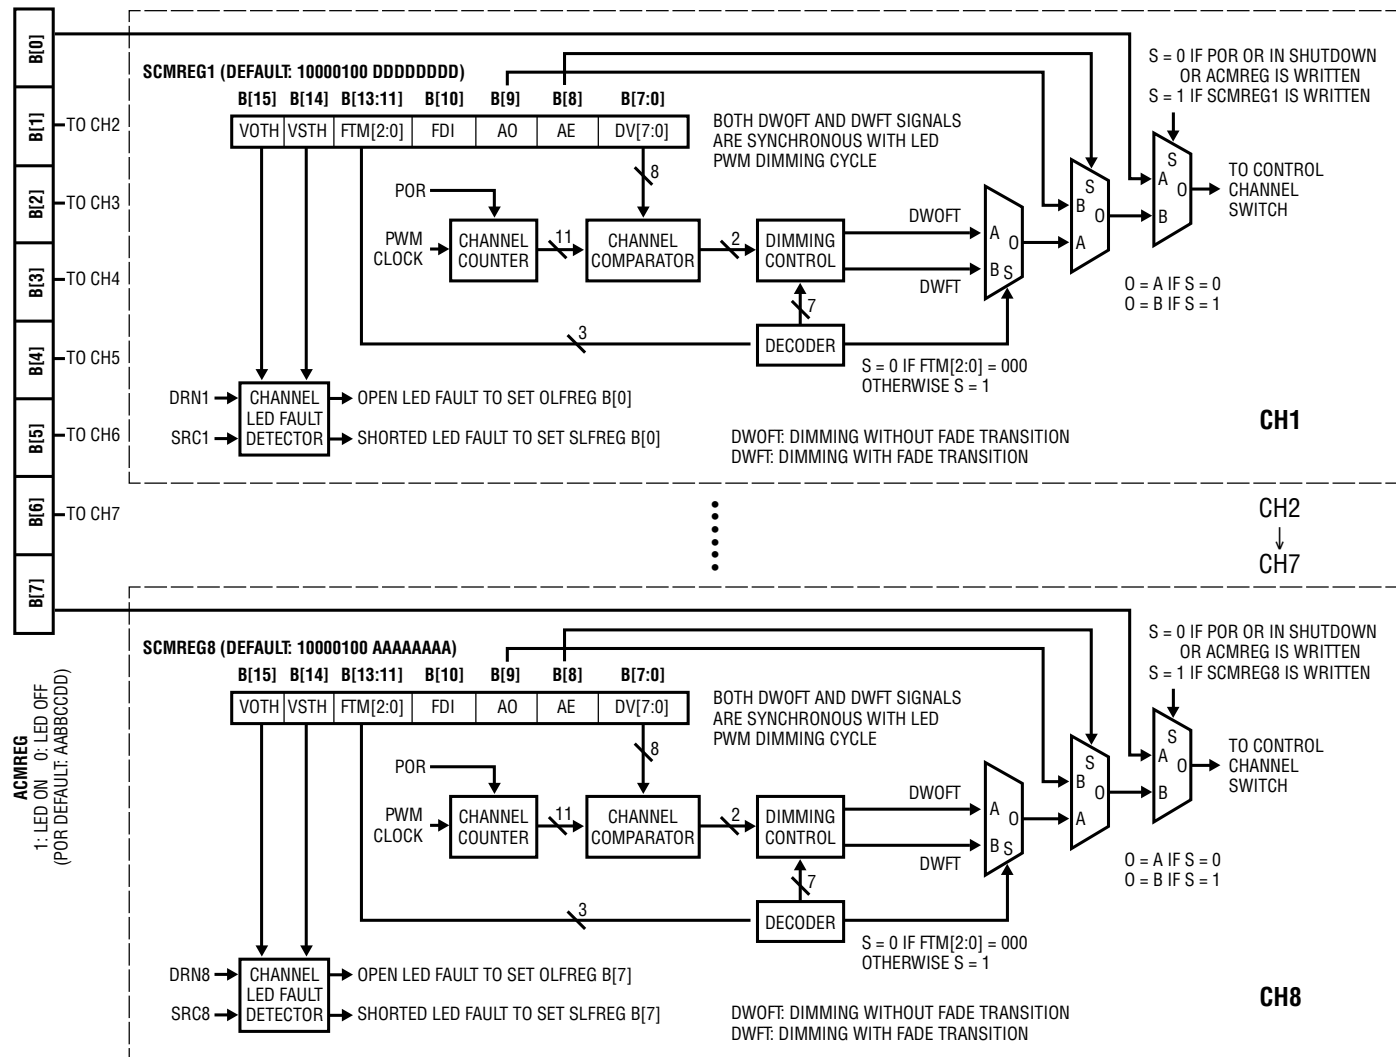 B[0]
B[1]
TO CH2
B[2]
TO CH3
B[3]
TO CH4
B[4]
TO CH5
B[5]
TO CH6
B[6]
TO CH7
B[7]
ACMREG
1: LED ON 0: LED OFF
(POR DEFAULT: AABBCCDD)
SCMREG1 (DEFAULT: 10000100 DDDDDDDD)
B[15] B[14] B[13:11] B[10] B[9] B[8] B[7:0]
VOTH VSTH FTM[2:0] FDI AO AE DV[7:0]
BOTH DWOFT AND DWFT SIGNALS
ARE SYNCHRONOUS WITH LED
PWM DIMMING CYCLE
S = 0 IF POR OR IN SHUTDOWN
OR ACMREG IS WRITTEN
S = 1 IF SCMREG1 IS WRITTEN
8
POR
PWM
CLOCK
CHANNEL
COUNTER
11
CHANNEL
COMPARATOR
2
DIMMING
CONTROL
DWOFT
DWFT
A
O
B S
S
B
O
A
S
A
O
B
TO CONTROL
CHANNEL
SWITCH
O = A IF S = 0
O = B IF S = 1
7
3
DECODER
S = 0 IF FTM[2:0] = 000
OTHERWISE S = 1
DRN1
SRC1
CHANNEL
LED FAULT
DETECTOR
OPEN LED FAULT TO SET OLFREG B[0]
SHORTED LED FAULT TO SET SLFREG B[0]
DWOFT: DIMMING WITHOUT FADE TRANSITION
DWFT: DIMMING WITH FADE TRANSITION
CH1
CH2
CH7
SCMREG8 (DEFAULT: 10000100 AAAAAAAA)
B[15] B[14] B[13:11] B[10] B[9] B[8] B[7:0]
VOTH VSTH FTM[2:0] FDI AO AE DV[7:0]
BOTH DWOFT AND DWFT SIGNALS
ARE SYNCHRONOUS WITH LED
PWM DIMMING CYCLE
S = 0 IF POR OR IN SHUTDOWN
OR ACMREG IS WRITTEN
S = 1 IF SCMREG8 IS WRITTEN
8
POR
PWM
CLOCK
CHANNEL
COUNTER
11
CHANNEL
COMPARATOR
2
DIMMING
CONTROL
DWOFT
DWFT
A
O
B S
S
B
O
A
S
A
O
B
TO CONTROL
CHANNEL
SWITCH
O = A IF S = 0
O = B IF S = 1
7
3
DECODER
S = 0 IF FTM[2:0] = 000
OTHERWISE S = 1
DRN8
SRC8
CHANNEL
LED FAULT
DETECTOR
OPEN LED FAULT TO SET OLFREG B[7]
SHORTED LED FAULT TO SET SLFREG B[7]
DWOFT: DIMMING WITHOUT FADE TRANSITION
DWFT: DIMMING WITH FADE TRANSITION
CH8